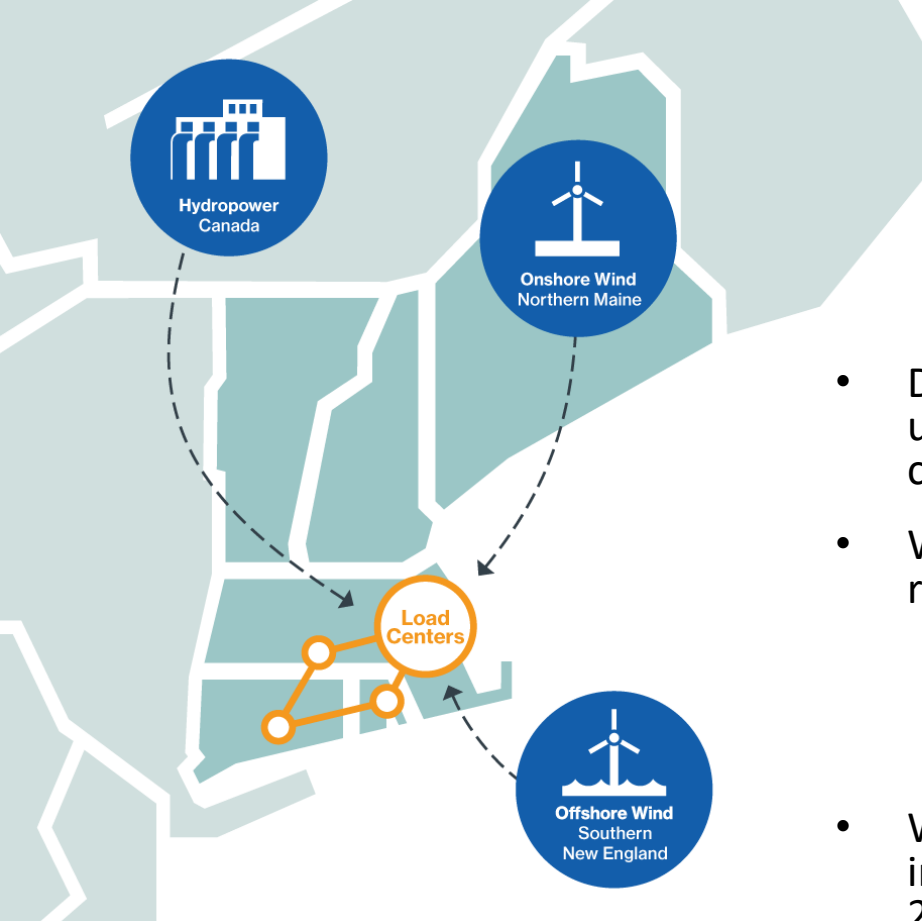 Hydropower
Canada
Onshore Wind
Northern Maine
Load
Centers
Offshore Wind
Southern
New England